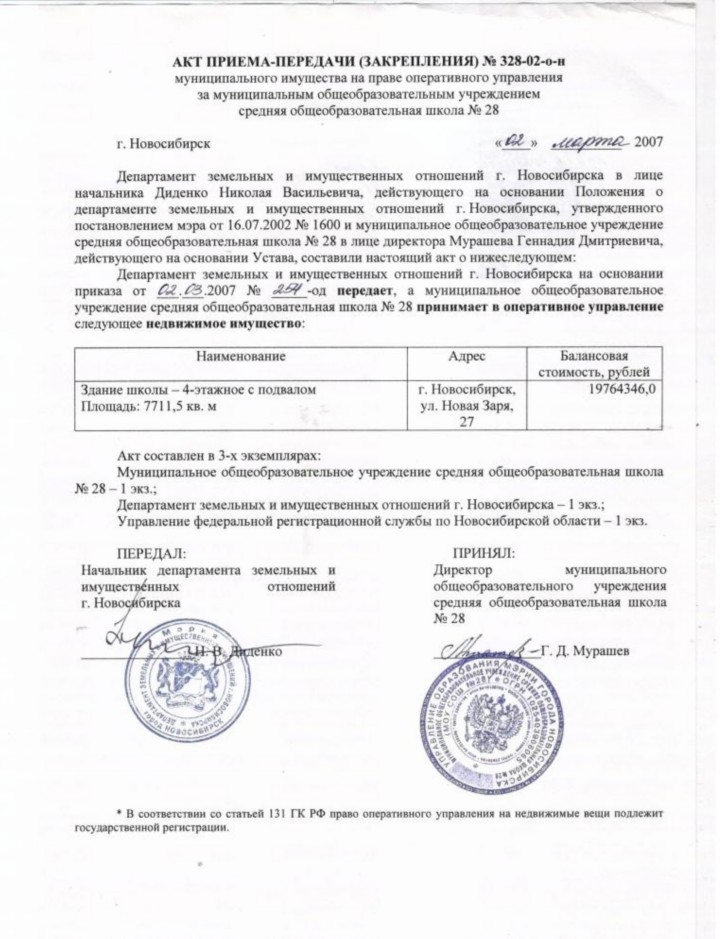 АКТ ПРИЕМА-ПЕРЕДАЧИ (ЗАКРЕПЛЕНИЯ) № 328-02-о-н
муниципального имущества на праве оперативного управления
за муниципальным общеобразовательным учреждением
средняя общеобразовательная школа № 28
г. Новосибирск «02» марта 2007
Департамент земельных и имущественных отношений г. Новосибирска в лице
начальника Диденко Николая Васильевича, действующего на основании Положения о
департаменте земельных и имущественных отношений г. Новосибирска, утвержденного
постановлением мэра от 16.07.2002 № 1600 и муниципальное общеобразовательное учреждение
средняя общеобразовательная школа № 28 в лице директора Мурашева Геннадия Дмитриевича,
действующего на основании Устава, составили настоящий акт о нижеследующем:
Департамент земельных и имущественных отношений г. Новосибирска на основании
приказа от 02.03.2007 № 254-од передает, а муниципальное общеобразовательное
учреждение средняя общеобразовательная школа № 28 принимает в оперативное управление
следующее недвижимое имущество:
Наименование Адрес Балансовая
стоимость, рублей
Здание школы – 4-этажное с подвалом г. Новосибирск, 19764346,0
Площадь: 7711,5 кв. м ул. Новая Заря,
27
Акт составлен в 3-х экземплярах:
Муниципальное общеобразовательное учреждение средняя общеобразовательная школа
№ 28 – 1 экз.;
Департамент земельных и имущественных отношений г. Новосибирска – 1 экз.;
Управление федеральной регистрационной службы по Новосибирской области – 1 экз.
ПЕРЕДАЛ:
Начальник департамента земельных и
имущественных отношений
г. Новосибирска
Н. В. Диденко
ПРИНЯЛ:
Директор муниципального
общеобразовательного учреждения
средняя общеобразовательная школа
№ 28
Г. Д. Мурашев
Мэрия
город НОВОСИБИРСК
УПРАВЛЕНИЕ ОБРАЗОВАНИЯ МЭРИИ ГОРОДА НОВОСИБИРСКА
* В соответствии со статьей 131 ГК РФ право оперативного управления на недвижимые вещи подлежит
государственной регистрации.